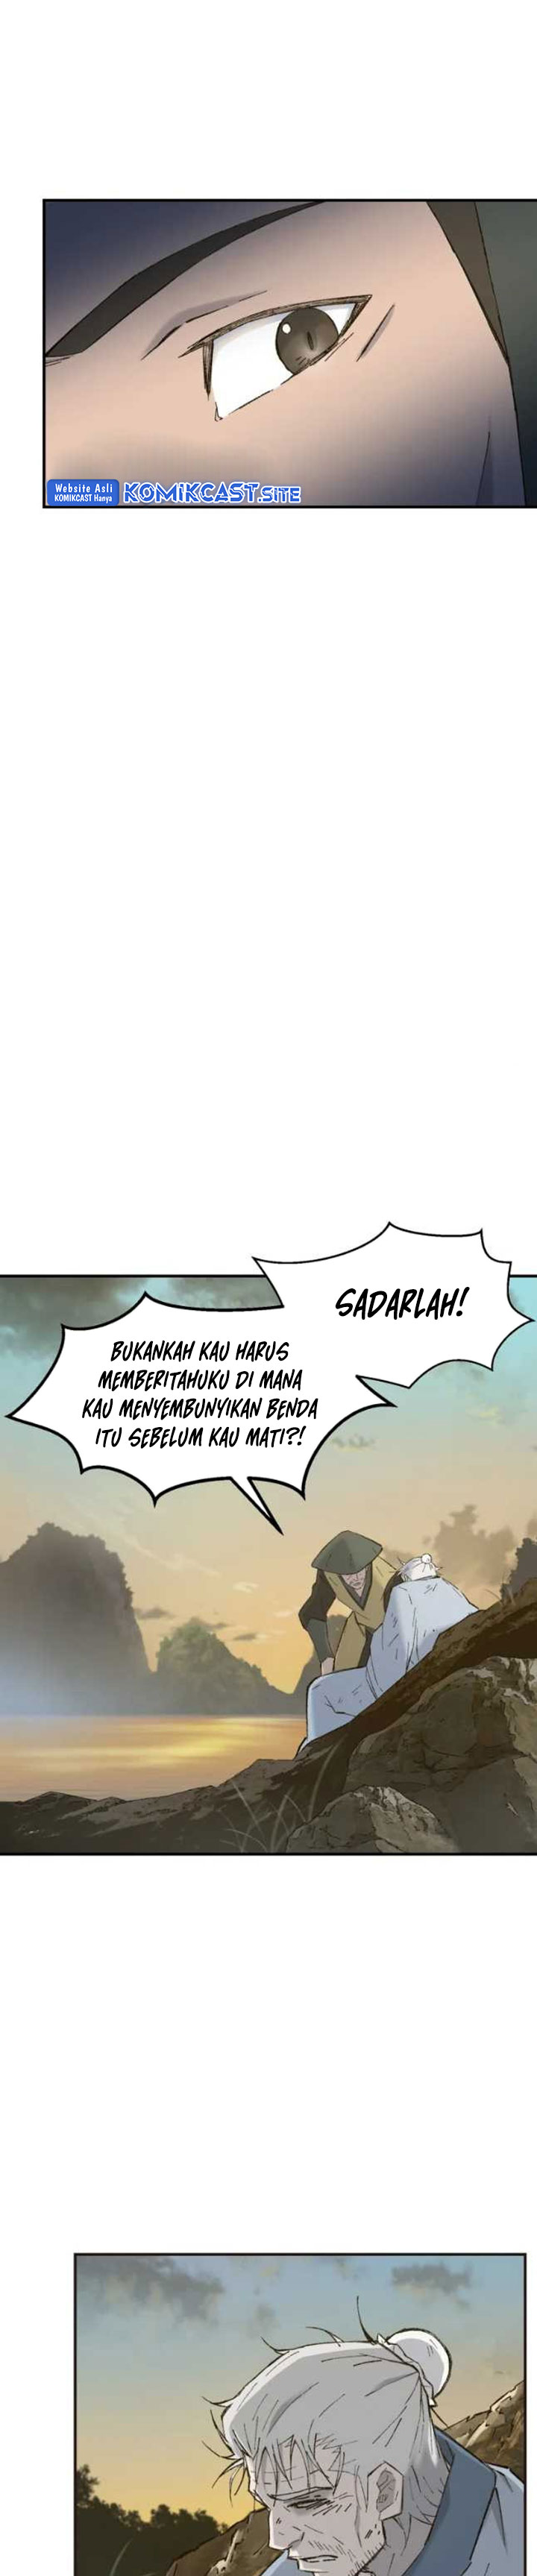 Website Asli
KOMIKCAST Hanya
KOMIKCAST.SITE
SADARLAH!
BUKANKAH KAU HARUS
MEMBERITAHUKU DI MANA
KAU MENYEMBUNYIKAN BENDA
ITU SEBELUM KAU MATI?!